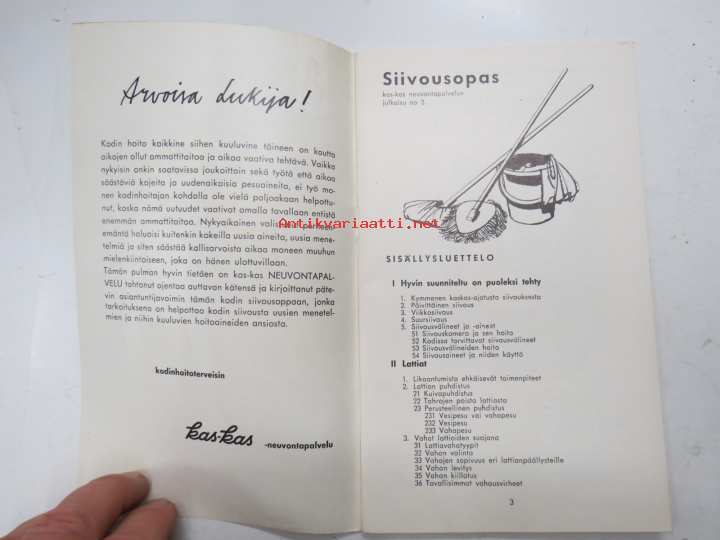 Arvoisa Lukija!
Kodin hoito kaikkine siihen kuuluvine töineen on kautta
aikojen ollut ammattitaitoa ja aikaa vaativa tehtävä. Vaikka
nykyisin onkin saatavissa joukoittain sekä työtä että aikaa
säästäviä kojeita ja uudenaikaisia pesuaineita, ei työ mo-
nen kodinhoitajan kohdalla ole vielä paljoakaan helpottu-
nut, koska nämä uutuudet vaativat omalla tavallaan entistä
enemmän ammattitaitoa. Nykyaikainen valistunut perheen-
emäntä haluaisi kuitenkin kokeilla uusia aineita, uusia mene-
telmiä ja siten säästää kallisarvoista aikaa moneen muuhun
mielenkiintoiseen, joka on hänen ulottuvillaan.
Tämän pulman hyvin tietäen on kas-kas NEUVONTAPAL-
VELU tahtonut ojentaa auttavan kätensä ja kirjoittanut päte-
vin asiantuntijavoimin tämän kodin siivousoppaan, jonka
tarkoituksena on helpottaa kodin siivousta uusien menetel-
mien ja niihin kuuluvien hoitoaineiden ansiosta.
kodinhoitoterveisin
kas-kas -neuvontapalvelu
Siivousopas
kas-kas neuvontapalvelun
julkaisu no 2.
Antikvariaatti.net
SISÄLLYSLUETTELO
I Hyvin suunniteltu on puoleksi tehty
1. Kymmenen kaskas-ajatusta siivouksesta
2. Päivittäinen siivous
3. Viikkosiivous
4. Suursiivous
5. Siivousvälineet ja -aineet
51 Siivouskomero ja sen hoito
52 Kodissa tarvittavat siivousvälineet
53 Siivousvälineiden hoito
54 Siivousaineet ja niiden käyttö
II Lattiat
1. Likaantumista ehkäisevät toimenpiteet
2. Lattian puhdistus
21 Kuivapuhdistus
22 Tahrojen poisto lattiasta
23 Perusteellinen puhdistus
231 Vesipesu vai vahapesu
232 Vesipesu
233 Vahapesu
3. Vahat lattioiden suojana
31 Lattiavahatyypit
32 Vahan valinta
33 Vahojen sopivuus eri lattianpäällysteille
34 Vahan levitys
35 Vahan kiillotus
36 Tavallisimmat vahausvirheet
3